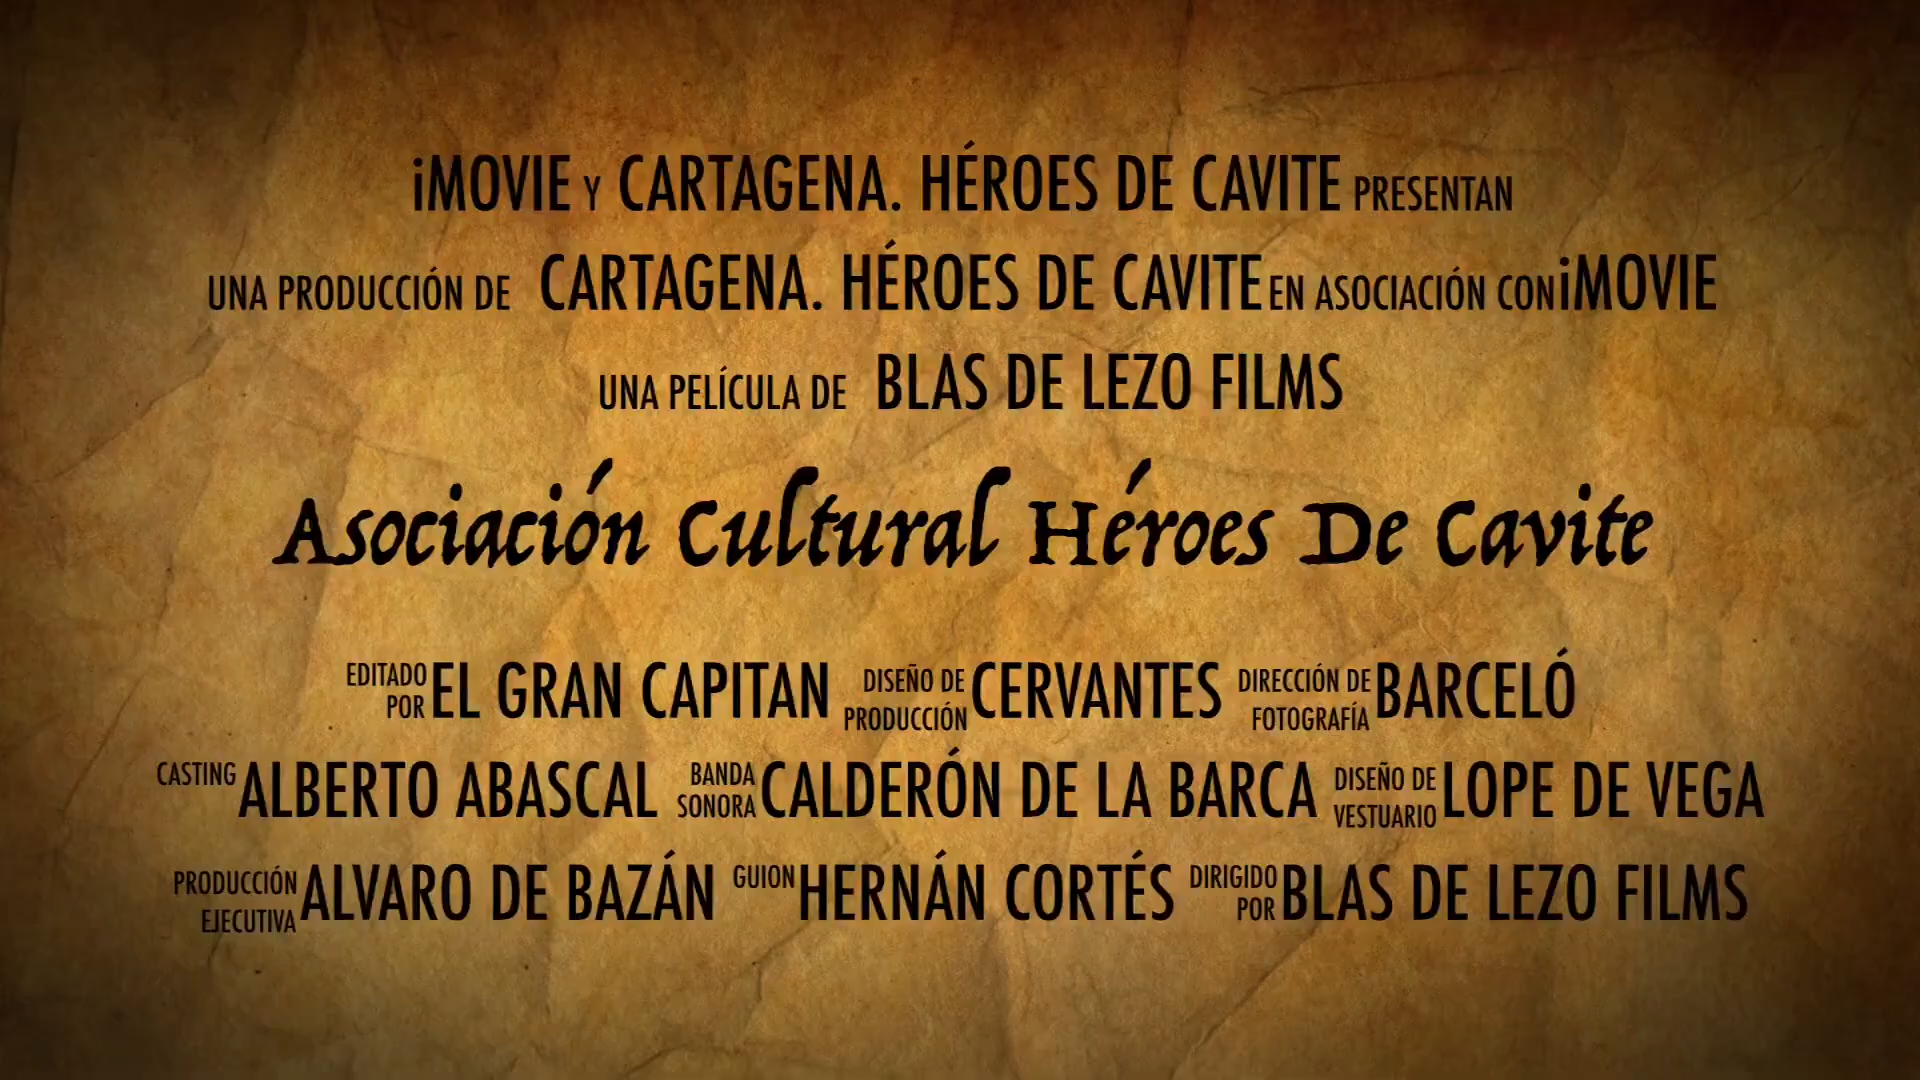 iMOVIE Y CARTAGENA. HÉROES DE CAVITE PRESENTAN
UNA PRODUCCIÓN DE CARTAGENA. HÉROES DE CAVITE EN ASOCIACIÓN CON iMOVIE
UNA PELÍCULA DE BLAS DE LEZO FILMS
Asociación Cultural Héroes De Cavite
EDITADO POR EL GRAN CAPITAN DISEÑO DE PRODUCCIÓN CERVANTES DIRECCIÓN DE FOTOGRAFÍA BARCELÓ
CASTING ALBERTO ABASCAL BANDA SONORA CALDERÓN DE LA BARCA DISEÑO DE VESTUARIO LOPE DE VEGA
PRODUCCIÓN EJECUTIVA ALVARO DE BAZÁN GUION HERNÁN CORTÉS DIRIGIDO POR BLAS DE LEZO FILMS